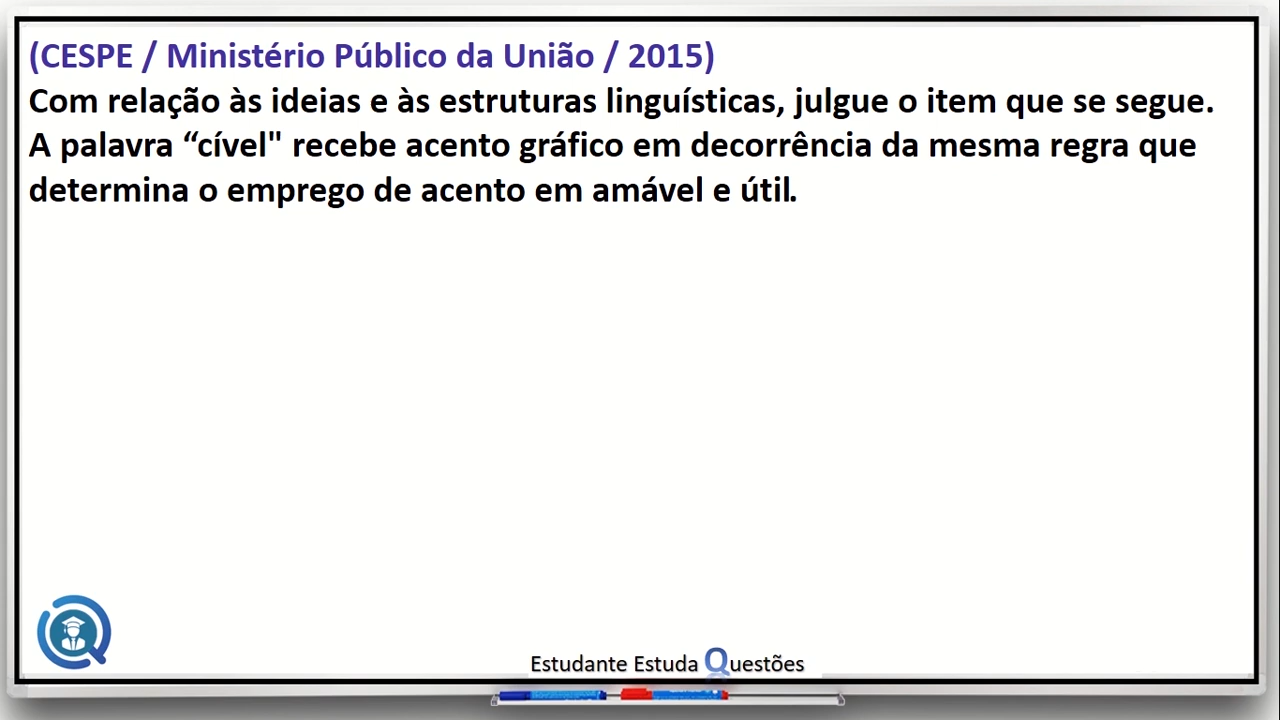 (CESPE / Ministério Público da União / 2015)
Com relação às ideias e às estruturas linguísticas, julgue o item que se segue.
A palavra “cível" recebe acento gráfico em decorrência da mesma regra que
determina o emprego de acento em amável e útil.
Estudante Estuda Questões